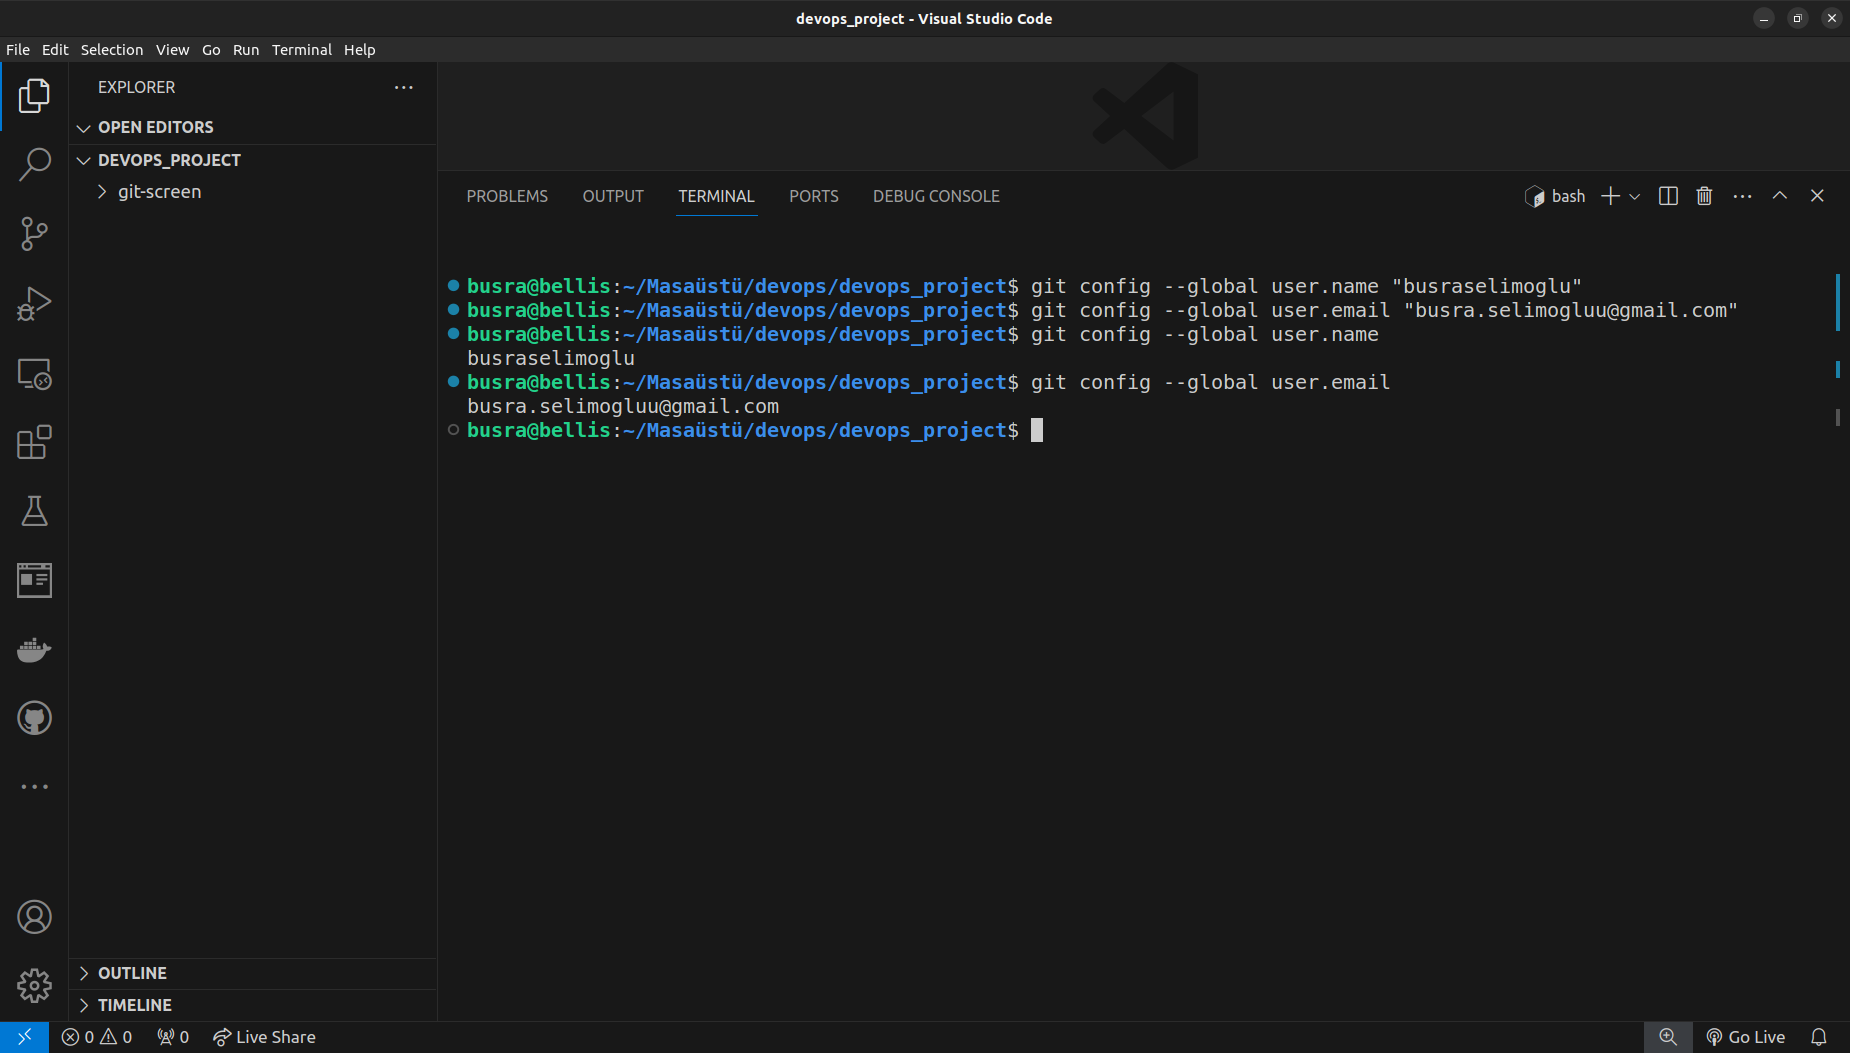 devops_project - Visual Studio Code
File Edit Selection View Go Run Terminal Help
EXPLORER
OPEN EDITORS
DEVOPS_PROJECT
git-screen
PROBLEMS OUTPUT TERMINAL PORTS DEBUG CONSOLE bash
busra@bellis:~/Masaüstü/devops/devops_project$ git config --global user.name "busraselimoglu"
busra@bellis:~/Masaüstü/devops/devops_project$ git config --global user.email "busra.selimogluu@gmail.com"
busra@bellis:~/Masaüstü/devops/devops_project$ git config --global user.name
busraselimoglu
busra@bellis:~/Masaüstü/devops/devops_project$ git config --global user.email
busra.selimogluu@gmail.com
busra@bellis:~/Masaüstü/devops/devops_project$
OUTLINE
TIMELINE
0 0 0 Live Share Go Live